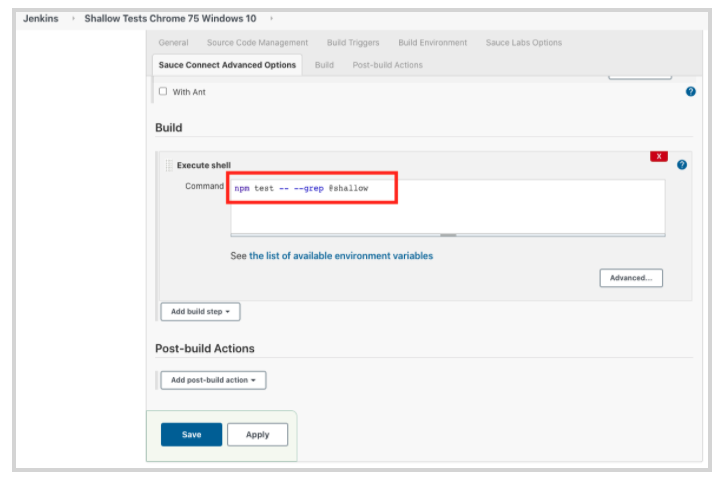 Jenkins › Shallow Tests Chrome 75 Windows 10 ›
General Source Code Management Build Triggers Build Environment Sauce Labs Options
Sauce Connect Advanced Options Build Post-build Actions
With Ant
?
Build
X
?
Execute shell
Command npm test -- --grep @shallow
See the list of available environment variables
Advanced...
Add build step
Post-build Actions
Add post-build action
Save Apply